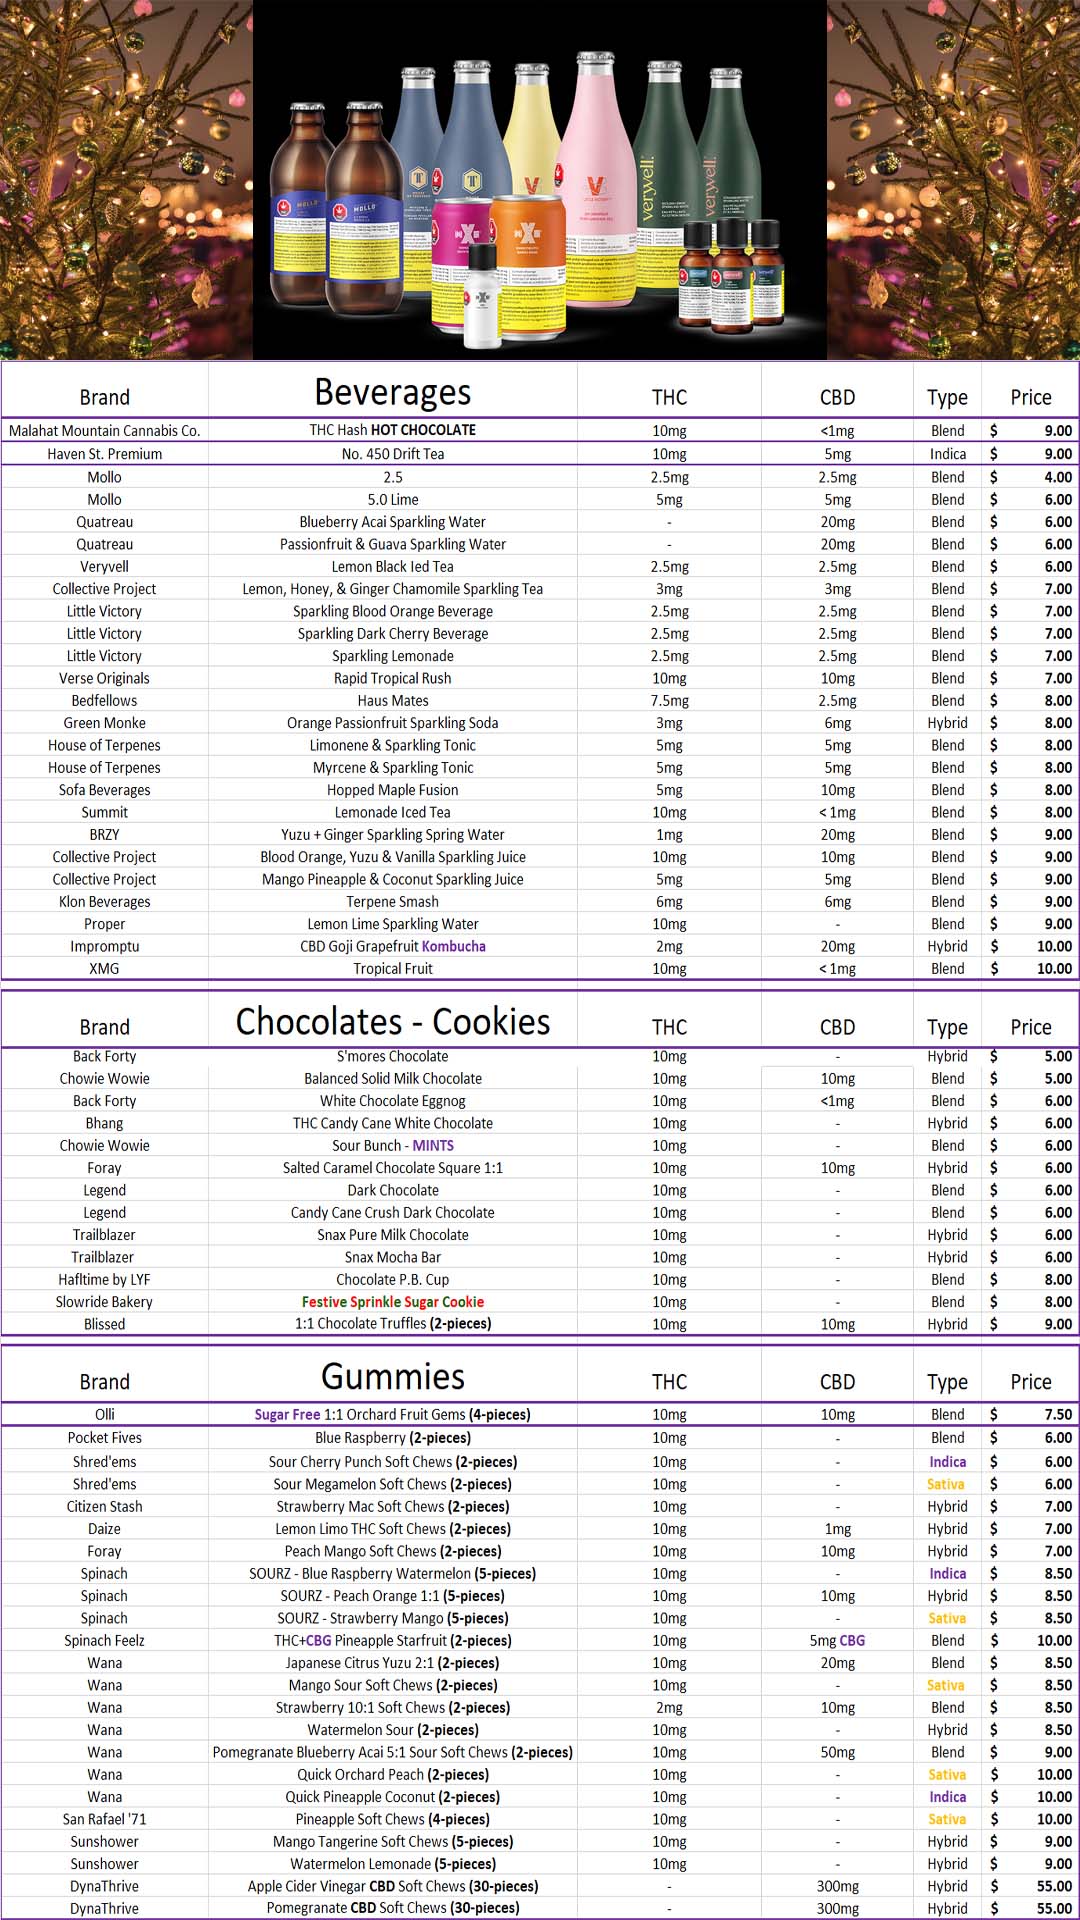 MOLLO
MOLLO
verywell.
verywell.
Brand Beverages THC CBD Type Price
Malahat Mountain Cannabis Co. THC Hash HOT CHOCOLATE 10mg <1mg Blend $ 9.00
Haven St. Premium No. 450 Drift Tea 10mg 5mg Indica $ 9.00
Mollo 2.5 2.5mg 2.5mg Blend $ 4.00
Mollo 5.0 Lime 5mg 5mg Blend $ 6.00
Quatreau Blueberry Acai Sparkling Water - 20mg Blend $ 6.00
Quatreau Passionfruit & Guava Sparkling Water - 20mg Blend $ 6.00
Veryvell Lemon Black Ied Tea 2.5mg 2.5mg Blend $ 6.00
Collective Project Lemon, Honey, & Ginger Chamomile Sparkling Tea 3mg 3mg Blend $ 7.00
Little Victory Sparkling Blood Orange Beverage 2.5mg 2.5mg Blend $ 7.00
Little Victory Sparkling Dark Cherry Beverage 2.5mg 2.5mg Blend $ 7.00
Little Victory Sparkling Lemonade 2.5mg 2.5mg Blend $ 7.00
Verse Originals Rapid Tropical Rush 10mg 10mg Blend $ 7.00
Bedfellows Haus Mates 7.5mg 2.5mg Blend $ 8.00
Green Monke Orange Passionfruit Sparkling Soda 3mg 6mg Hybrid $ 8.00
House of Terpenes Limonene & Sparkling Tonic 5mg 5mg Blend $ 8.00
House of Terpenes Myrcene & Sparkling Tonic 5mg 5mg Blend $ 8.00
Sofa Beverages Hopped Maple Fusion 5mg 10mg Blend $ 8.00
Summit Lemonade Iced Tea 10mg < 1mg Blend $ 8.00
BRZY Yuzu + Ginger Sparkling Spring Water 1mg 20mg Blend $ 9.00
Collective Project Blood Orange, Yuzu & Vanilla Sparkling Juice 10mg 10mg Blend $ 9.00
Collective Project Mango Pineapple & Coconut Sparkling Juice 5mg 5mg Blend $ 9.00
Klon Beverages Terpene Smash 6mg 6mg Blend $ 9.00
Proper Lemon Lime Sparkling Water 10mg - Blend $ 9.00
Impromptu CBD Goji Grapefruit Kombucha 2mg 20mg Hybrid $ 10.00
XMG Tropical Fruit 10mg < 1mg Blend $ 10.00
Brand Chocolates - Cookies THC CBD Type Price
Back Forty S'mores Chocolate 10mg - Hybrid $ 5.00
Chowie Wowie Balanced Solid Milk Chocolate 10mg 10mg Blend $ 5.00
Back Forty White Chocolate Eggnog 10mg <1mg Blend $ 6.00
Bhang THC Candy Cane White Chocolate 10mg - Hybrid $ 6.00
Chowie Wowie Sour Bunch - MINTS 10mg - Blend $ 6.00
Foray Salted Caramel Chocolate Square 1:1 10mg 10mg Hybrid $ 6.00
Legend Dark Chocolate 10mg - Blend $ 6.00
Legend Candy Cane Crush Dark Chocolate 10mg - Blend $ 6.00
Trailblazer Snax Pure Milk Chocolate 10mg - Hybrid $ 6.00
Trailblazer Snax Mocha Bar 10mg - Hybrid $ 6.00
Hafltime by LYF Chocolate P.B. Cup 10mg - Blend $ 8.00
Slowride Bakery Festive Sprinkle Sugar Cookie 10mg - Blend $ 8.00
Blissed 1:1 Chocolate Truffles (2-pieces) 10mg 10mg Hybrid $ 9.00
Brand Gummies THC CBD Type Price
Olli Sugar Free 1:1 Orchard Fruit Gems (4-pieces) 10mg 10mg Blend $ 7.50
Pocket Fives Blue Raspberry (2-pieces) 10mg - Blend $ 6.00
Shred'ems Sour Cherry Punch Soft Chews (2-pieces) 10mg - Indica $ 6.00
Shred'ems Sour Megamelon Soft Chews (2-pieces) 10mg - Sativa $ 6.00
Citizen Stash Strawberry Mac Soft Chews (2-pieces) 10mg - Hybrid $ 7.00
Daize Lemon Limo THC Soft Chews (2-pieces) 10mg 1mg Hybrid $ 7.00
Foray Peach Mango Soft Chews (2-pieces) 10mg 10mg Hybrid $ 7.00
Spinach SOURZ - Blue Raspberry Watermelon (5-pieces) 10mg - Indica $ 8.50
Spinach SOURZ - Peach Orange 1:1 (5-pieces) 10mg 10mg Hybrid $ 8.50
Spinach SOURZ - Strawberry Mango (5-pieces) 10mg - Sativa $ 8.50
Spinach Feelz THC+CBG Pineapple Starfruit (2-pieces) 10mg 5mg CBG Blend $ 10.00
Wana Japanese Citrus Yuzu 2:1 (2-pieces) 10mg 20mg Blend $ 8.50
Wana Mango Sour Soft Chews (2-pieces) 10mg - Sativa $ 8.50
Wana Strawberry 10:1 Soft Chews (2-pieces) 2mg 10mg Blend $ 8.50
Wana Watermelon Sour (2-pieces) 10mg - Hybrid $ 8.50
Wana Pomegranate Blueberry Acai 5:1 Sour Soft Chews (2-pieces) 10mg 50mg Blend $ 9.00
Wana Quick Orchard Peach (2-pieces) 10mg - Sativa $ 10.00
Wana Quick Pineapple Coconut (2-pieces) 10mg - Indica $ 10.00
San Rafael '71 Pineapple Soft Chews (4-pieces) 10mg - Sativa $ 10.00
Sunshower Mango Tangerine Soft Chews (5-pieces) 10mg - Hybrid $ 9.00
Sunshower Watermelon Lemonade (5-pieces) 10mg - Hybrid $ 9.00
DynaThrive Apple Cider Vinegar CBD Soft Chews (30-pieces) - 300mg Hybrid $ 55.00
DynaThrive Pomegranate CBD Soft Chews (30-pieces) - 300mg Hybrid $ 55.00